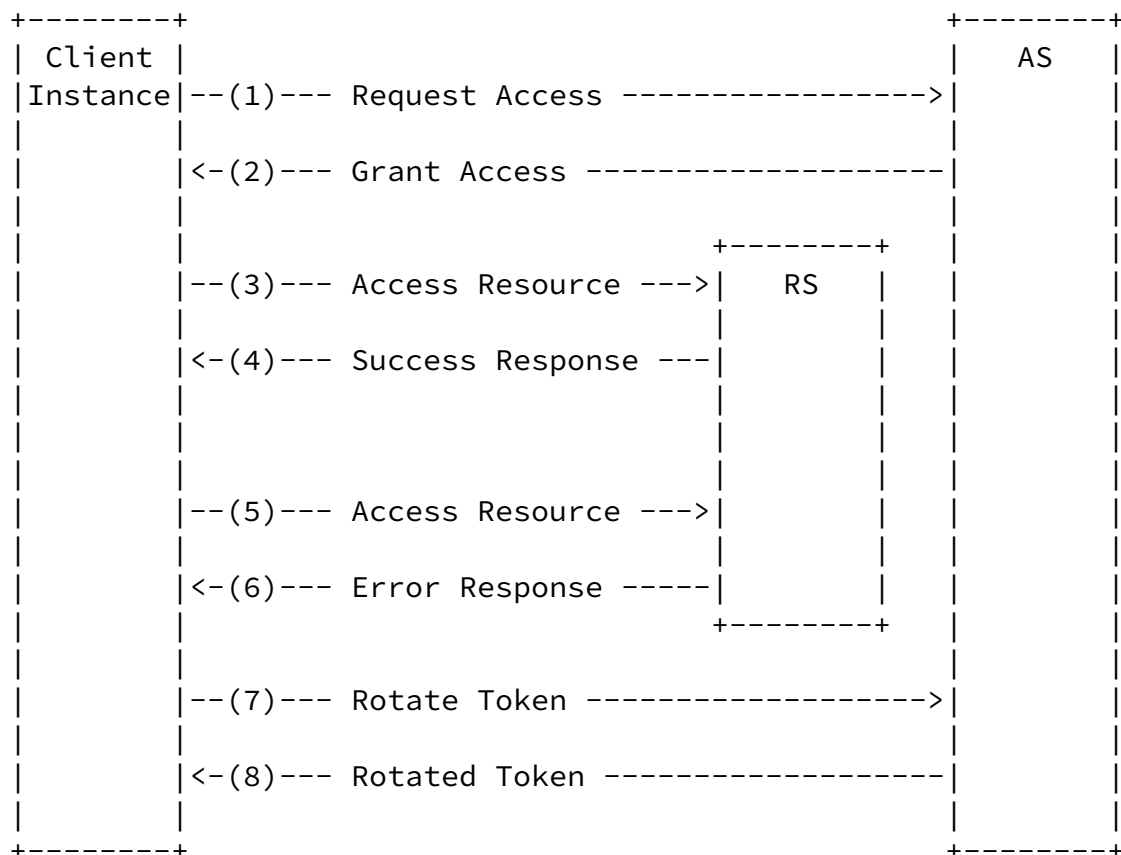 Client AS
Instance --(1)--- Request Access ----------------->
<-(2)--- Grant Access --------------------
--(3)--- Access Resource ---> RS
<-(4)--- Success Response ---
--(5)--- Access Resource --->
<-(6)--- Error Response -----
--(7)--- Rotate Token ------------------->
<-(8)--- Rotated Token -------------------